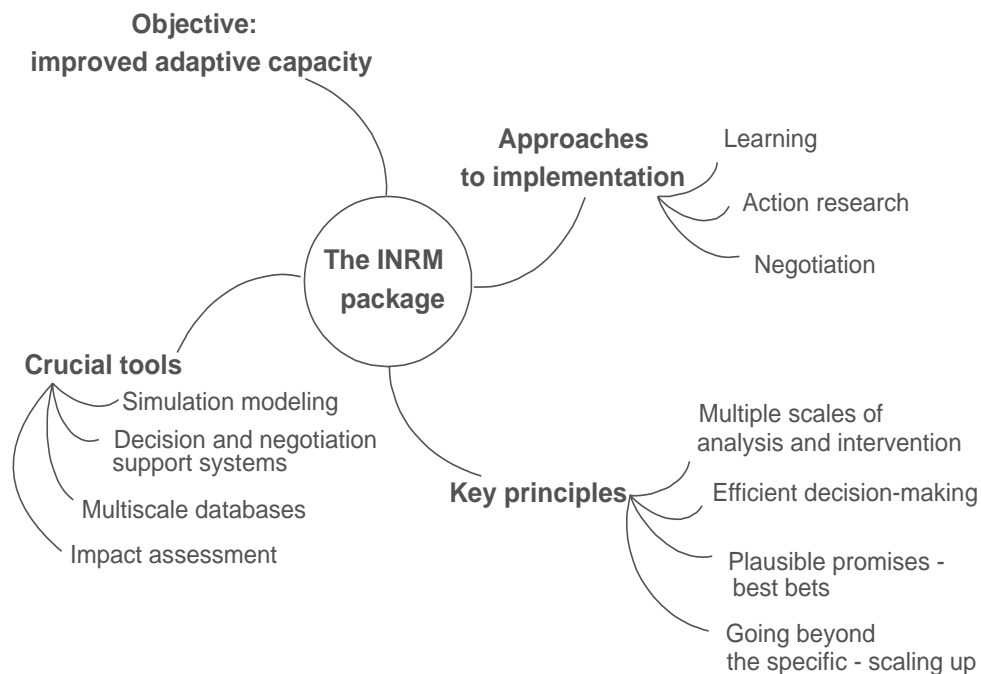 Objective:
improved adaptive capacity
Approaches
to implementation
Learning
Action research
Negotiation
The INRM
package
Crucial tools
Simulation modeling
Decision and negotiation
support systems
Multiscale databases
Impact assessment
Key principles
Multiple scales of
analysis and intervention
Efficient decision-making
Plausible promises -
best bets
Going beyond
the specific - scaling up